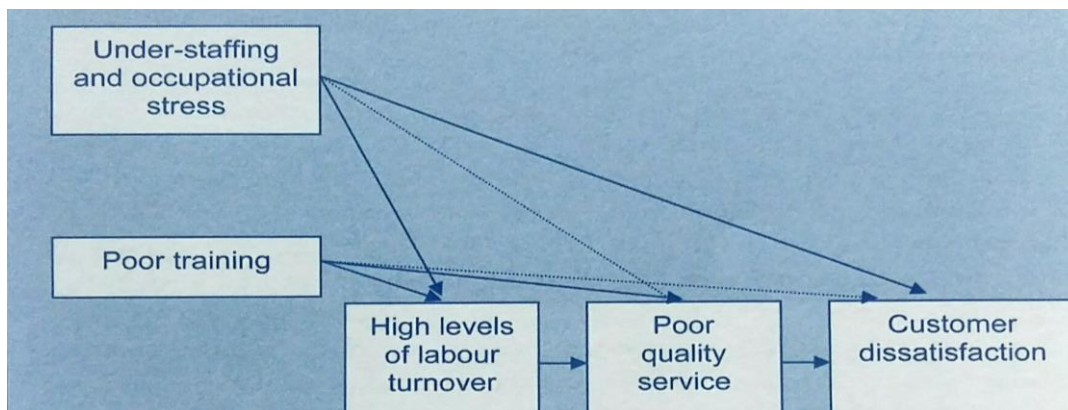 Under-staffing
and occupational
stress
Poor training
High levels
of labour
turnover
Poor
quality
service
Customer
dissatisfaction